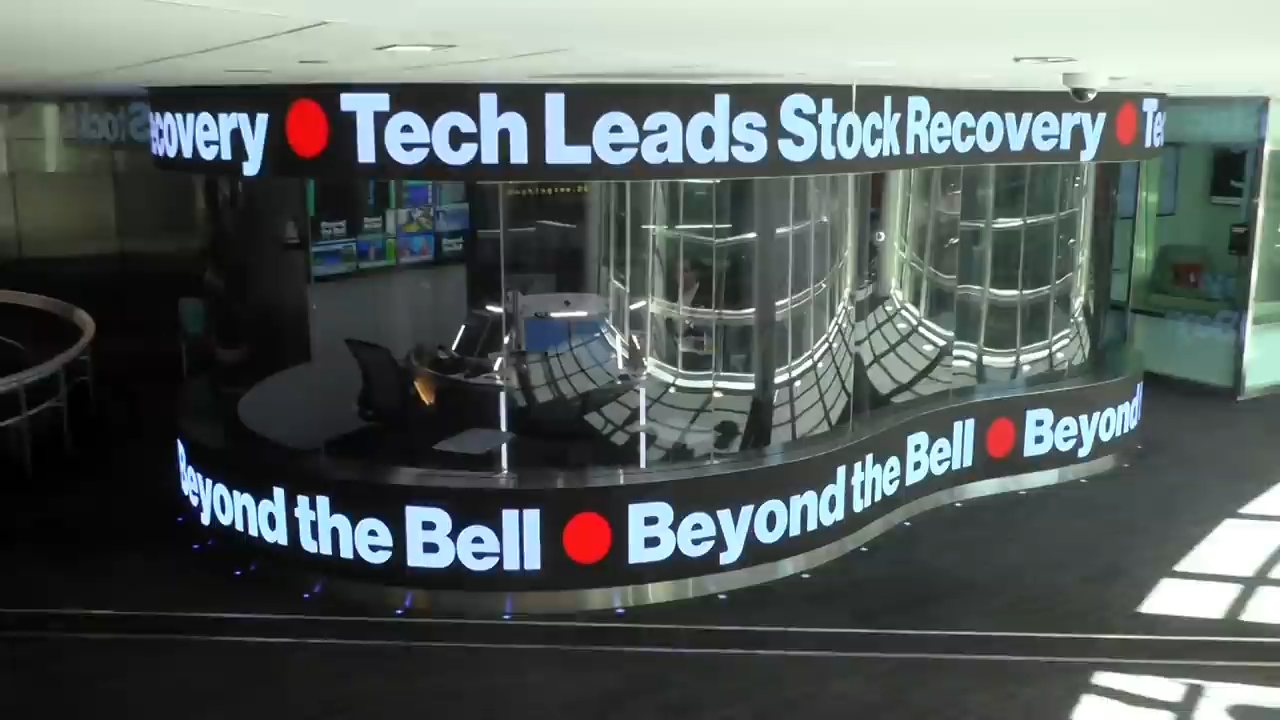 covery ● Tech Leads Stock Recovery ● Te
Beyond the Bell ● Beyond the Bell ● Beyond